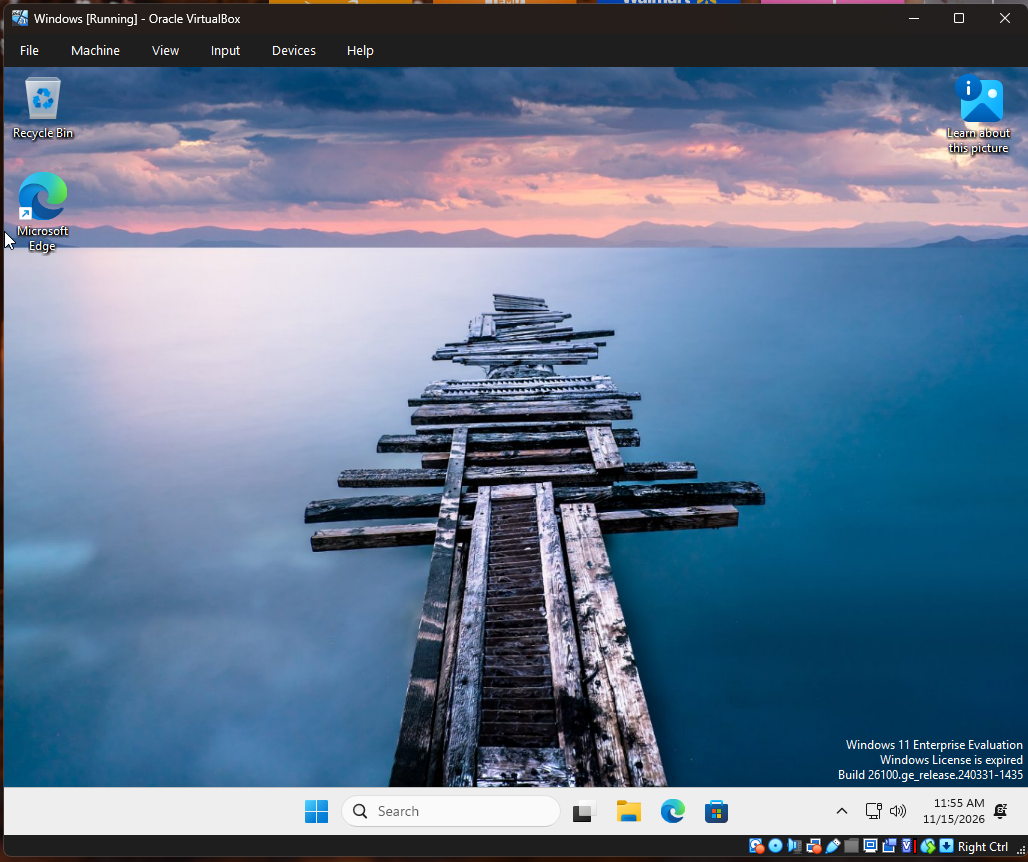 Windows [Running] - Oracle VirtualBox
File Machine View Input Devices Help
Recycle Bin
Learn about
this picture
Microsoft
Edge
Windows 11 Enterprise Evaluation
Windows License is expired
Build 26100.ge_release.240331-1435
Search
11:55 AM
11/15/2026
Right Ctrl